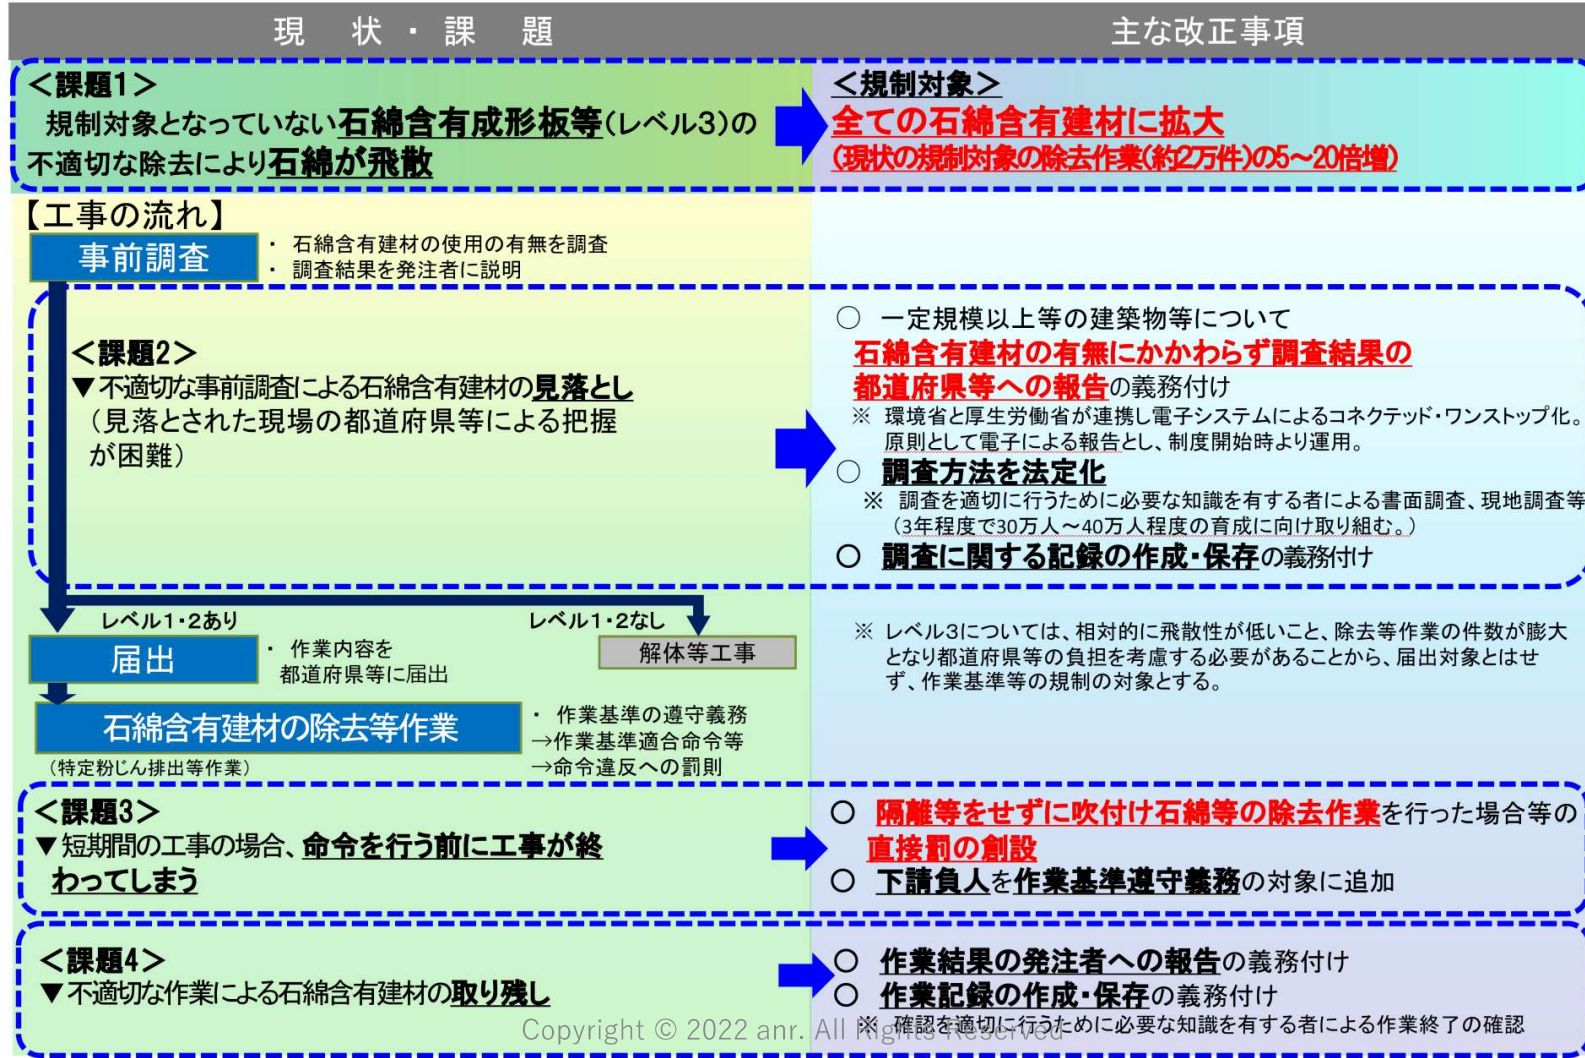 現 状 ・ 課 題
主な改正事項
＜課題1＞
規制対象となっていない石綿含有成形板等(レベル3)の
不適切な除去により石綿が飛散
＜規制対象＞
全ての石綿含有建材に拡大
(現状の規制対象の除去作業(約2万件)の5～20倍増)
【工事の流れ】
事前調査
・ 石綿含有建材の使用の有無を調査
・ 調査結果を発注者に説明
＜課題2＞
▼不適切な事前調査による石綿含有建材の見落とし
（見落とされた現場の都道府県等による把握
が困難）
○ 一定規模以上等の建築物等について
石綿含有建材の有無にかかわらず調査結果の
都道府県等への報告の義務付け
※ 環境省と厚生労働省が連携し電子システムによるコネクテッド・ワンストップ化。
原則として電子による報告とし、制度開始時より運用。
○ 調査方法を法定化
※ 調査を適切に行うために必要な知識を有する者による書面調査、現地調査等
（3年程度で30万人～40万人程度の育成に向け取り組む。）
○ 調査に関する記録の作成・保存の義務付け
レベル1・2あり
レベル1・2なし
届出
・ 作業内容を
都道府県等に届出
解体等工事
※ レベル3については、相対的に飛散性が低いこと、除去等作業の件数が膨大
となり都道府県等の負担を考慮する必要があることから、届出対象とはせ
ず、作業基準等の規制の対象とする。
石綿含有建材の除去等作業
（特定粉じん排出等作業）
・ 作業基準の遵守義務
→作業基準適合命令等
→命令違反への罰則
＜課題3＞
▼短期間の工事の場合、命令を行う前に工事が終
わってしまう
○ 隔離等をせずに吹付け石綿等の除去作業を行った場合等の
直接罰の創設
○ 下請負人を作業基準遵守義務の対象に追加
＜課題4＞
▼不適切な作業による石綿含有建材の取り残し
○ 作業結果の発注者への報告の義務付け
○ 作業記録の作成・保存の義務付け
※ 確認を適切に行うために必要な知識を有する者による作業終了の確認
Copyright © 2022 anr. All Rights Reserved